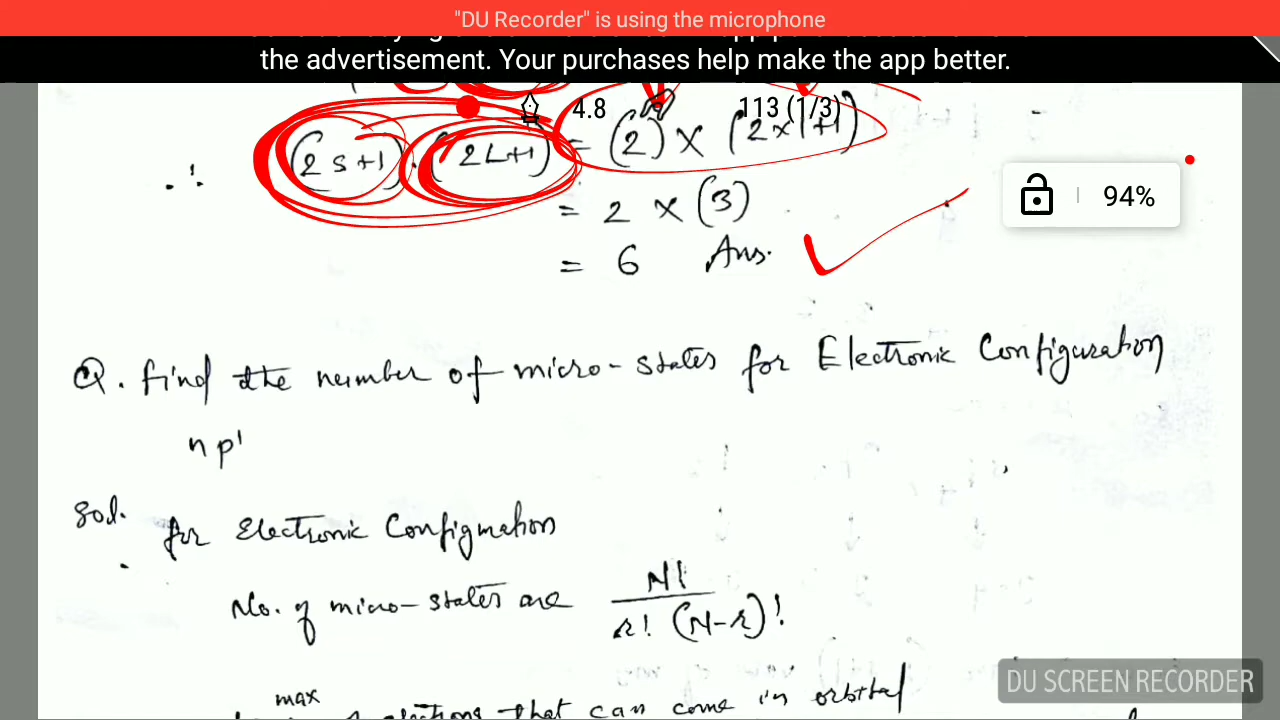 "DU Recorder" is using the microphone
the advertisement. Your purchases help make the app better.
4.8 113 (1/3)
∴ (2S+1).(2L+1) = (2) × (2×1+1)
94%
= 2 × (3)
= 6 Ans.
Q. find the number of micro-states for Electronic Configuration
np¹
Sol. for Electronic Configuration
No. of micro-states are N! / r! (N-r)!
max
electrons that can come in orbital
DU SCREEN RECORDER